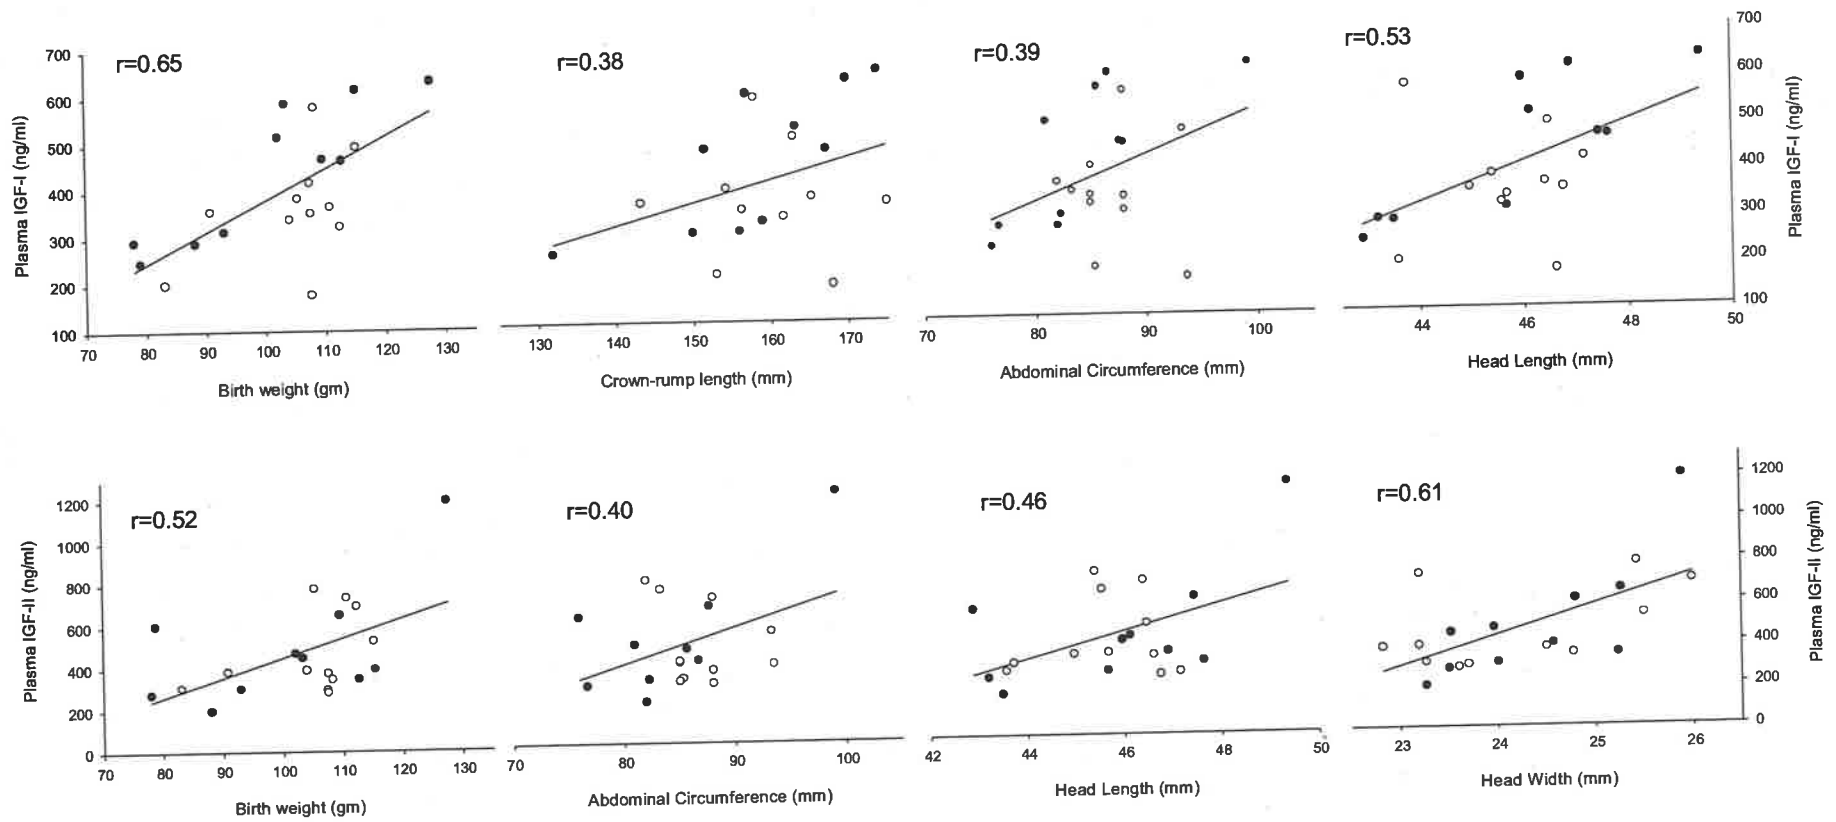 r=0.65
r=0.38
r=0.39
r=0.53
700
600
500
400
300
200
100
Plasma IGF-I (ng/ml)
700
600
500
400
300
200
100
Plasma IGF-I (ng/ml)
70 80 90 100 110 120 130
130 140 150 160 170
70 80 90 100
44 46 48 50
Birth weight (gm)
Crown-rump length (mm)
Abdominal Circumference (mm)
Head Length (mm)
r=0.52
r=0.40
r=0.46
r=0.61
1200
1000
800
600
400
200
0
Plasma IGF-II (ng/ml)
1200
1000
800
600
400
200
0
Plasma IGF-II (ng/ml)
70 80 90 100 110 120 130
70 80 90 100
42 44 46 48 50
23 24 25 26
Birth weight (gm)
Abdominal Circumference (mm)
Head Length (mm)
Head Width (mm)